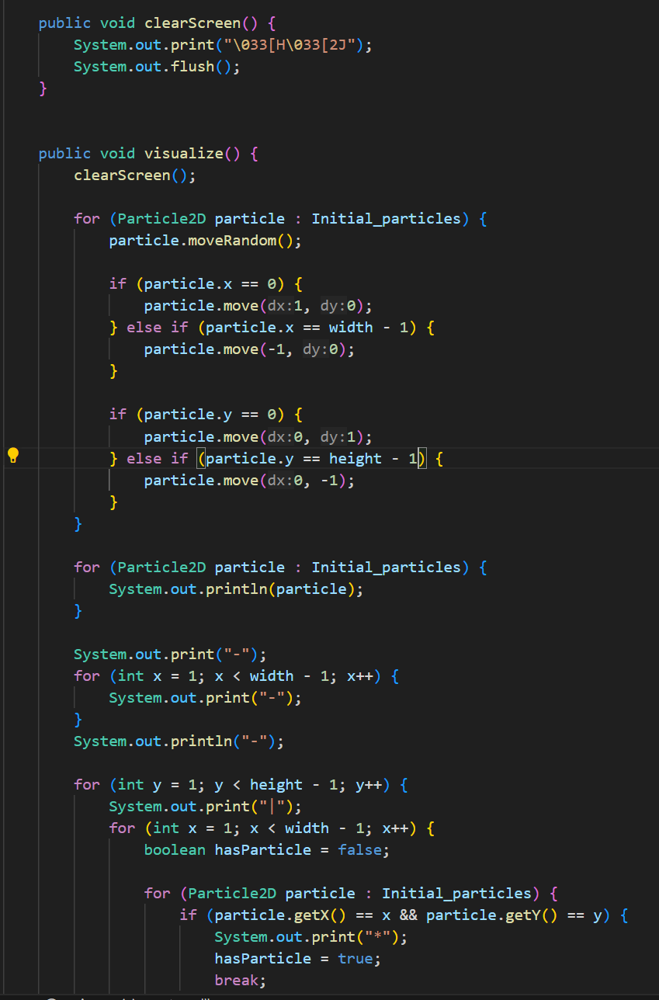 public void clearScreen() {
System.out.print("\033[H\033[2J");
System.out.flush();
}
public void visualize() {
clearScreen();
for (Particle2D particle : Initial_particles) {
particle.moveRandom();
if (particle.x == 0) {
particle.move(dx:1, dy:0);
} else if (particle.x == width - 1) {
particle.move(-1, dy:0);
}
if (particle.y == 0) {
particle.move(dx:0, dy:1);
} else if (particle.y == height - 1) {
particle.move(dx:0, -1);
}
}
for (Particle2D particle : Initial_particles) {
System.out.println(particle);
}
System.out.print("-");
for (int x = 1; x < width - 1; x++) {
System.out.print("-");
}
System.out.println("-");
for (int y = 1; y < height - 1; y++) {
System.out.print("|");
for (int x = 1; x < width - 1; x++) {
boolean hasParticle = false;
for (Particle2D particle : Initial_particles) {
if (particle.getX() == x && particle.getY() == y) {
System.out.print("*");
hasParticle = true;
break;